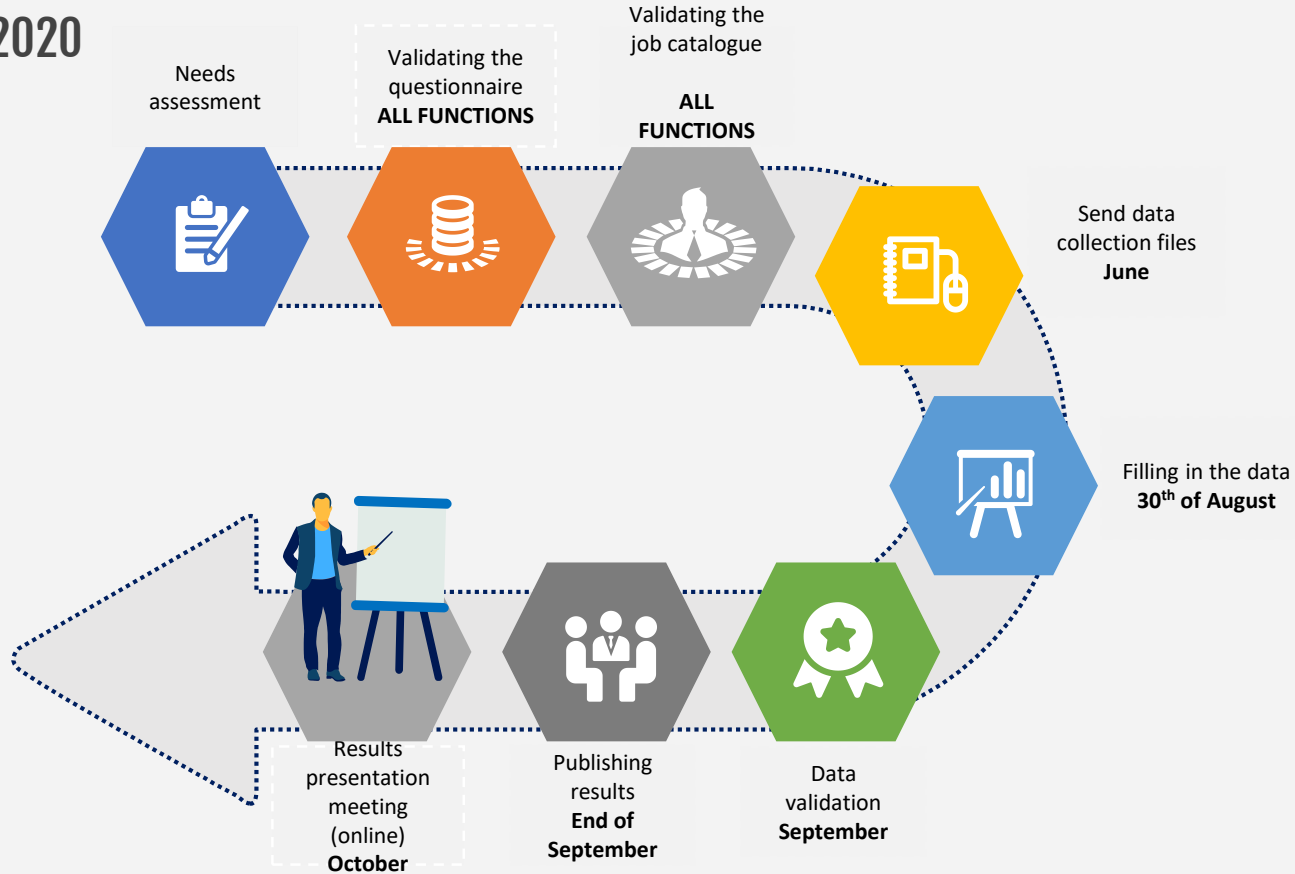 2020
Needs
assessment
Validating the
questionnaire
ALL FUNCTIONS
Validating the
job catalogue
ALL
FUNCTIONS
Send data
collection files
June
Filling in the data
30th of August
Data
validation
September
Publishing
results
End of
September
Results
presentation
meeting
(online)
October